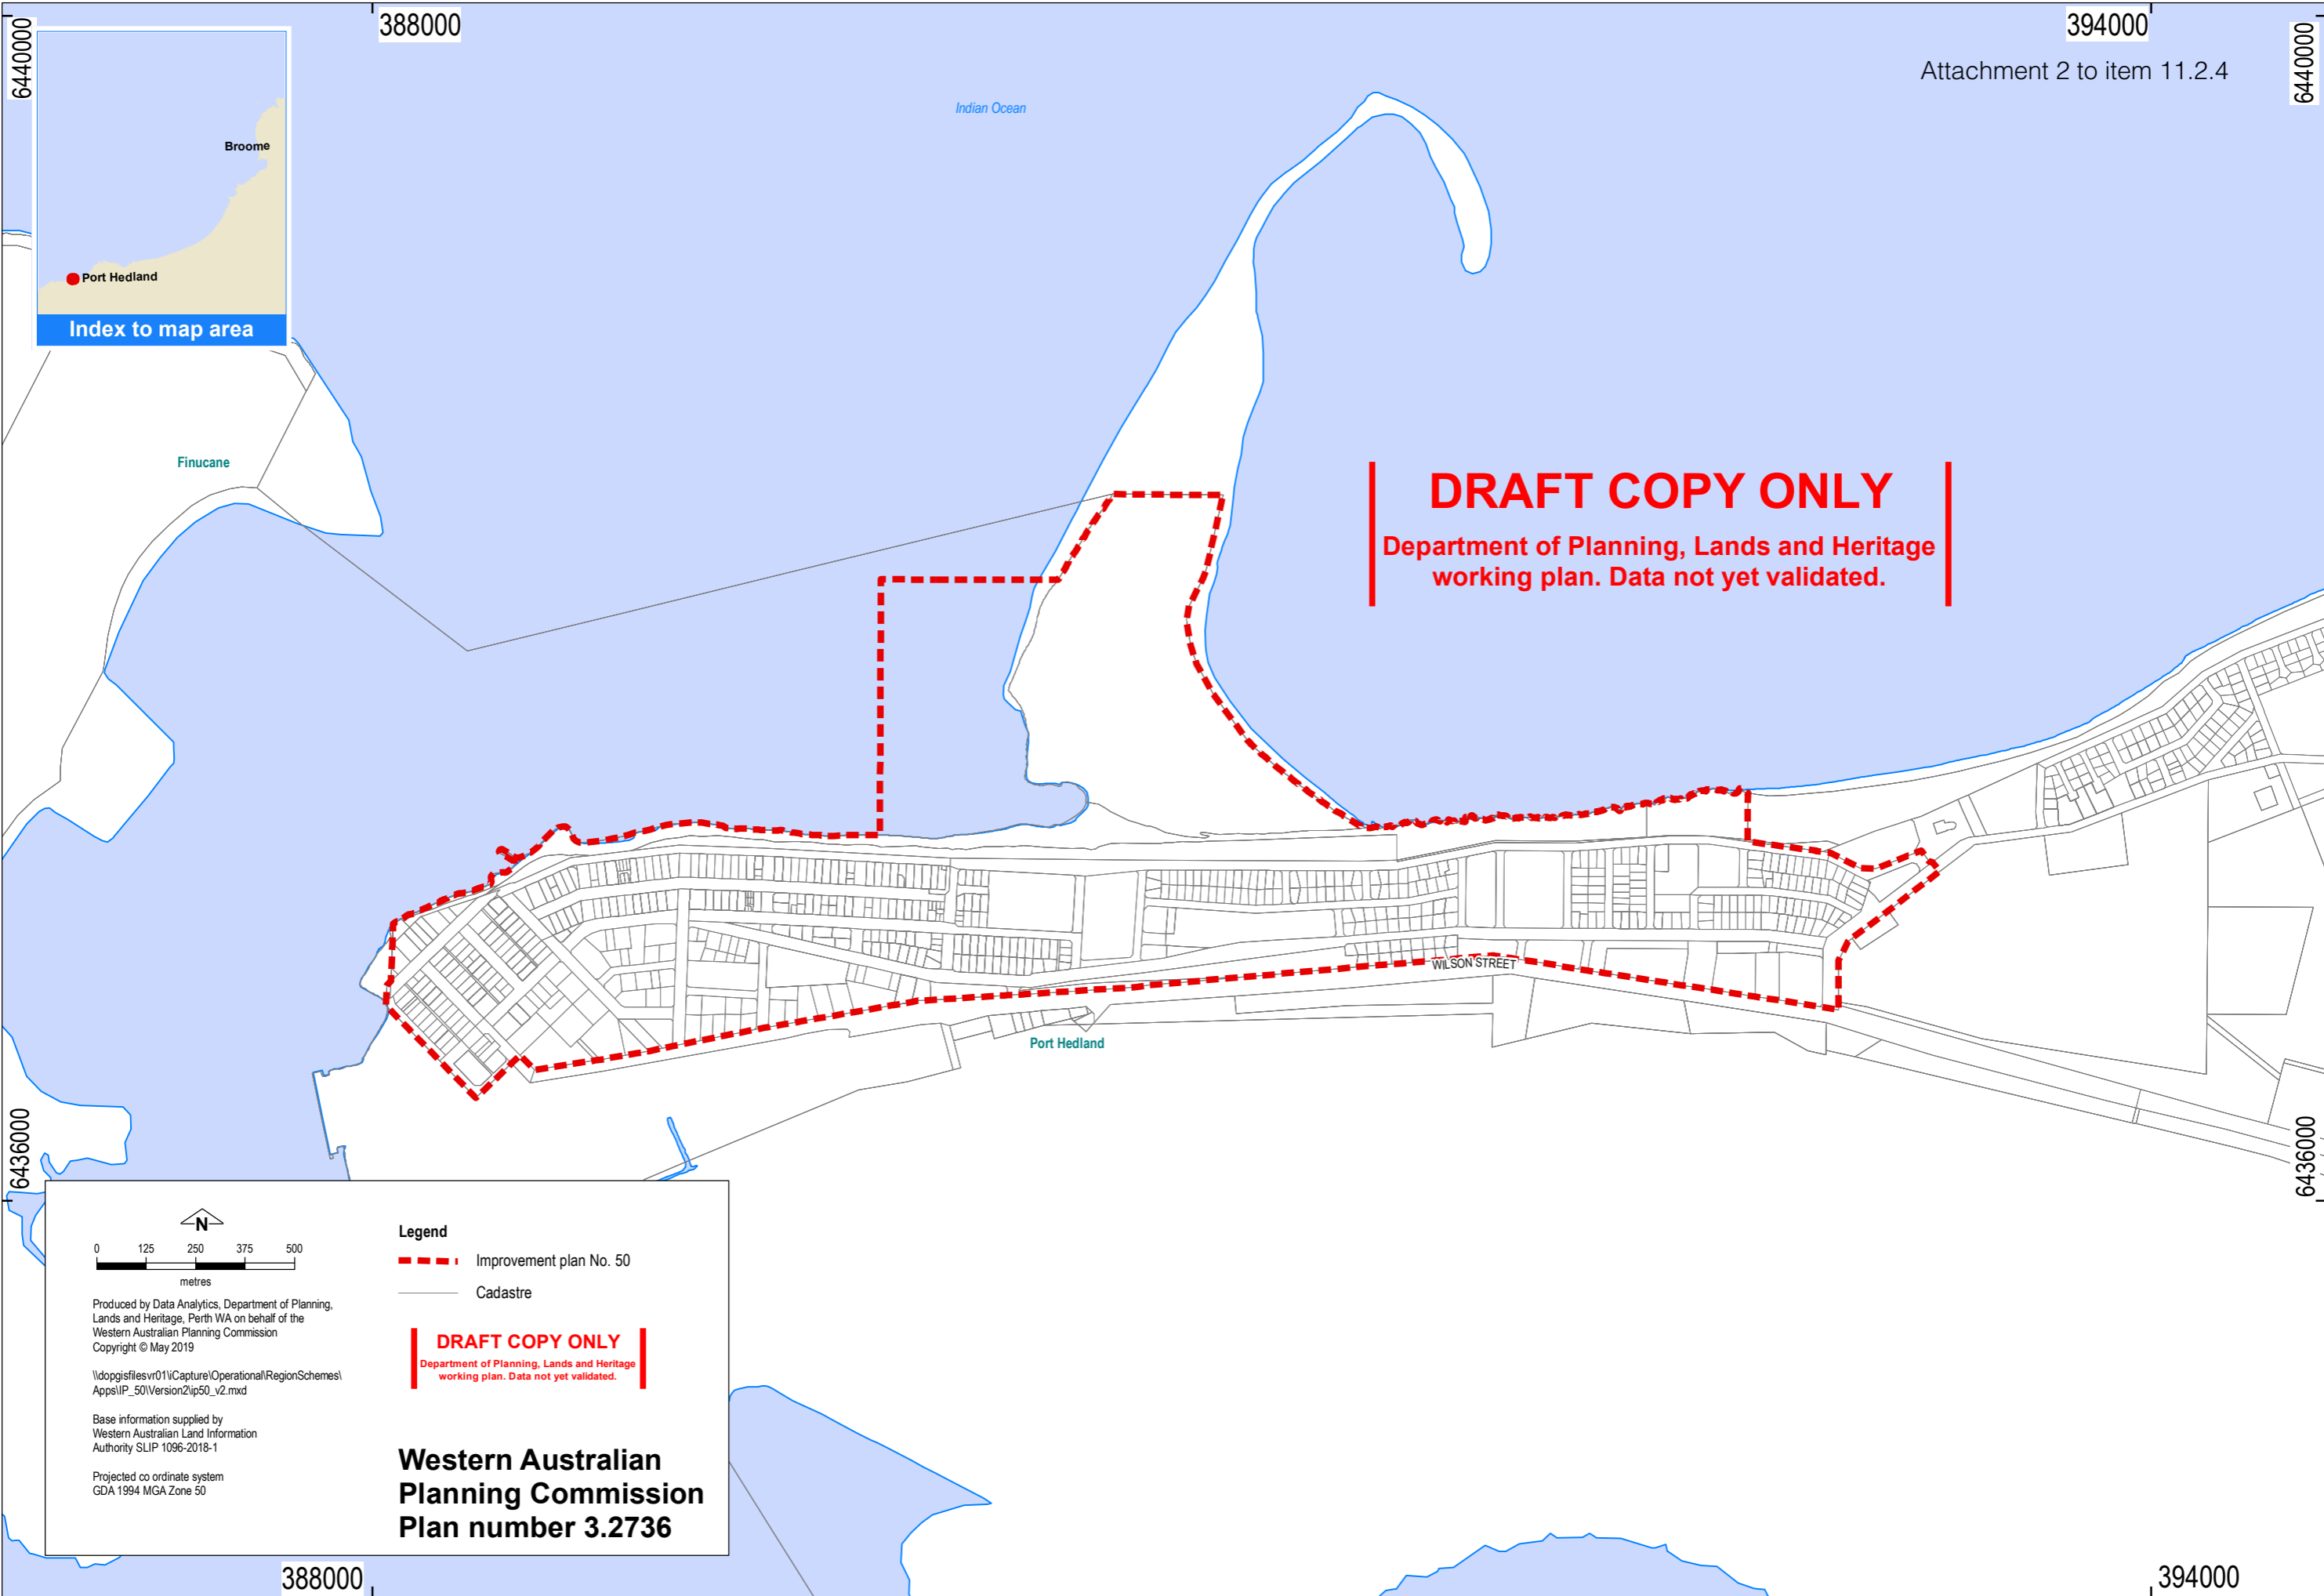 388000
394000
6440000
6440000
Attachment 2 to item 11.2.4
Indian Ocean
Broome
Port Hedland
Index to map area
Finucane
DRAFT COPY ONLY
Department of Planning, Lands and Heritage
working plan. Data not yet validated.
WILSON STREET
Port Hedland
6436000
6436000
N
0 125 250 375 500
metres
Produced by Data Analytics, Department of Planning,
Lands and Heritage, Perth WA on behalf of the
Western Australian Planning Commission
Copyright © May 2019
\\dopgisfilesvr01\iCapture\Operational\RegionSchemes\
Apps\IP_50\Version2\ip50_v2.mxd
Base information supplied by
Western Australian Land Information
Authority SLIP 1096-2018-1
Projected co ordinate system
GDA 1994 MGA Zone 50
Legend
Improvement plan No. 50
Cadastre
DRAFT COPY ONLY
Department of Planning, Lands and Heritage
working plan. Data not yet validated.
Western Australian
Planning Commission
Plan number 3.2736
388000
394000